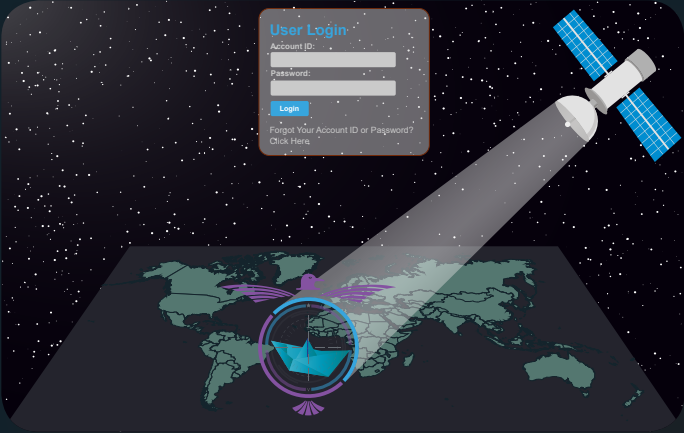 User Login
Account ID:
Password:
Login
Forgot Your Account ID or Password?
Click Here